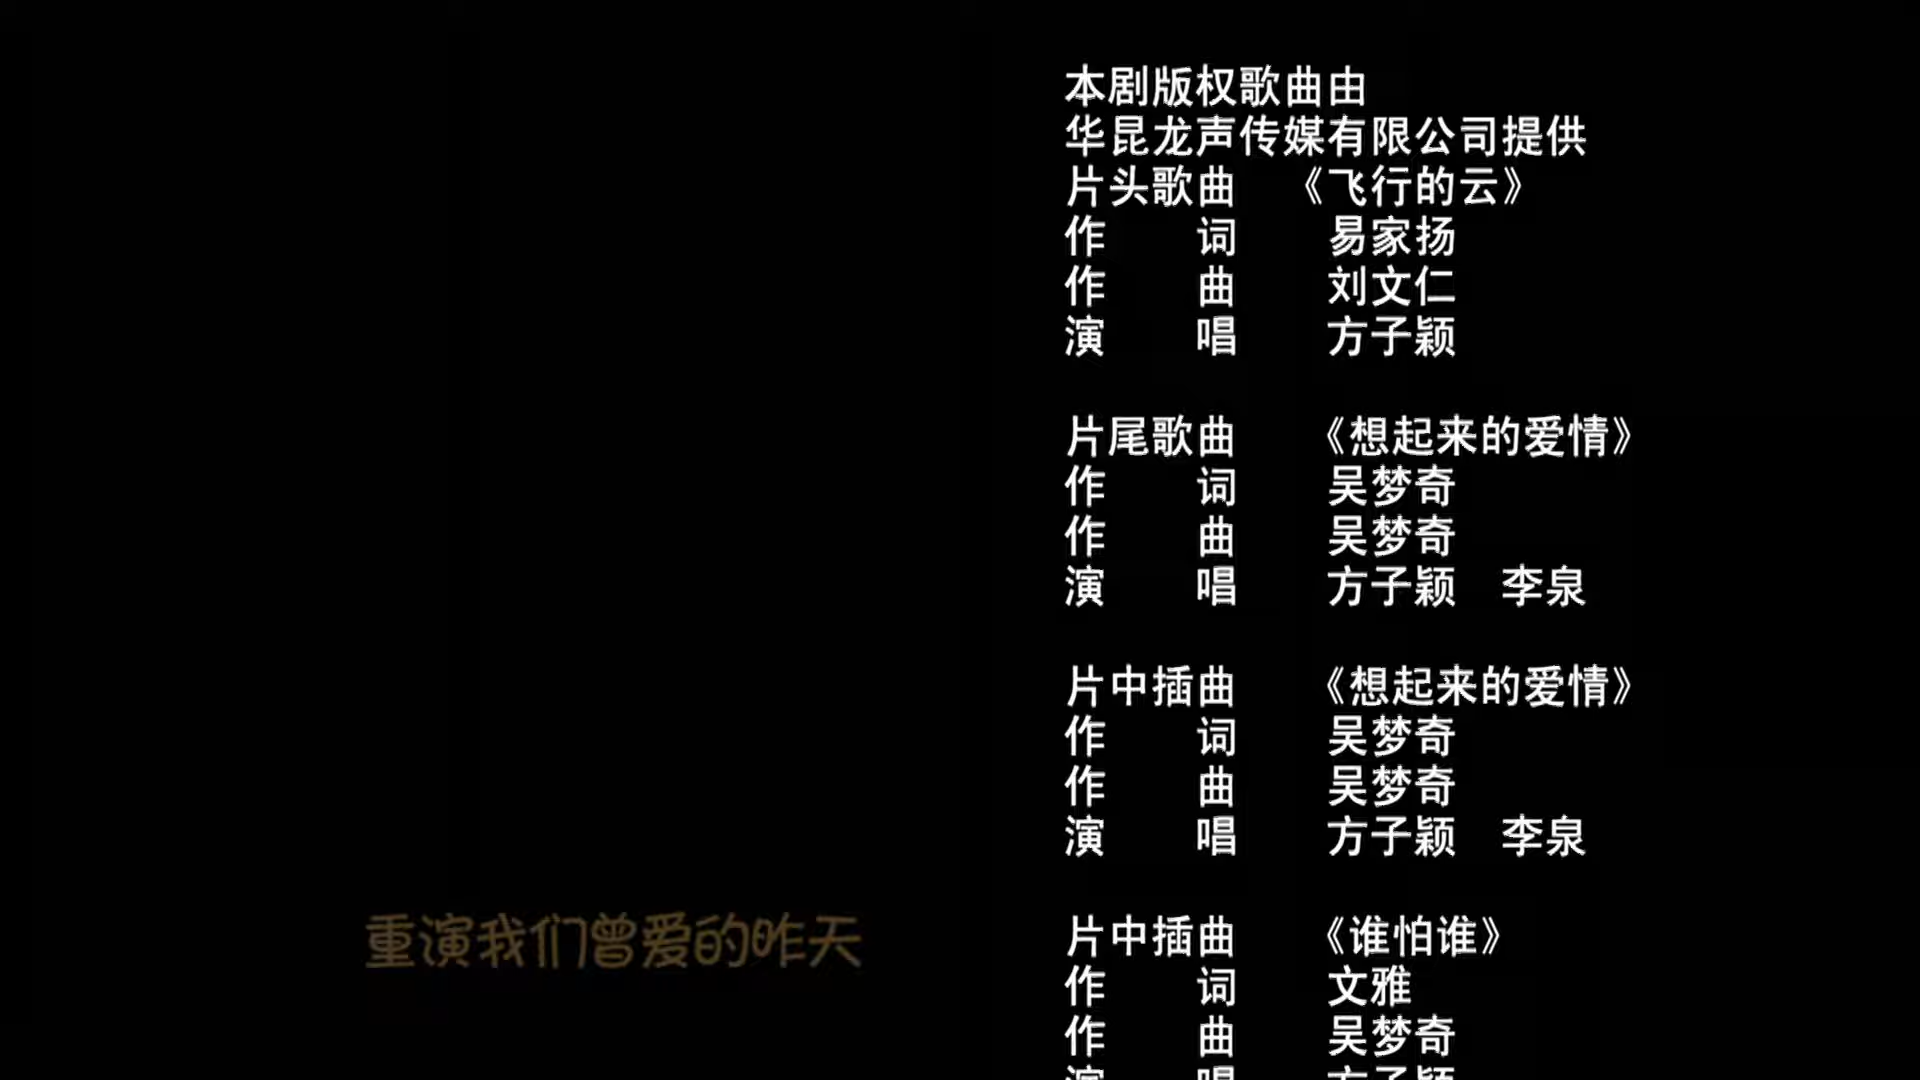 本剧版权歌曲由
华昆龙声传媒有限公司提供
片头歌曲 《飞行的云》
作 词 易家扬
作 曲 刘文仁
演 唱 方子颖
片尾歌曲 《想起来的爱情》
作 词 吴梦奇
作 曲 吴梦奇
演 唱 方子颖 李泉
片中插曲 《想起来的爱情》
作 词 吴梦奇
作 曲 吴梦奇
演 唱 方子颖 李泉
片中插曲 《谁怕谁》
作 词 文雅
作 曲 吴梦奇
演 唱 方子颖
重演我们曾爱的昨天